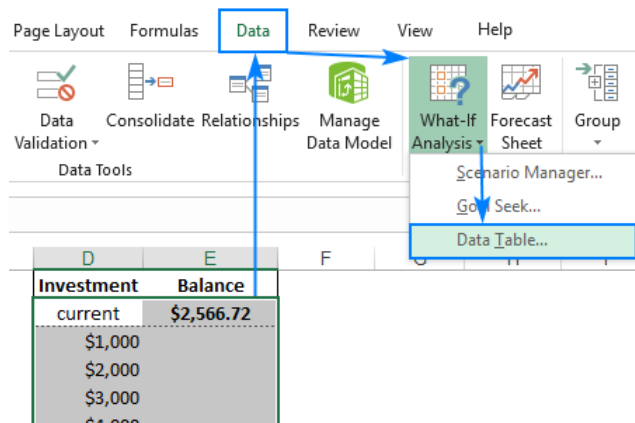 Page Layout Formulas Data Review View Help
Data Validation Consolidate Relationships Manage Data Model What-If Analysis Forecast Sheet Group
Data Tools
Scenario Manager...
Goal Seek...
Data Table...
D E F
Investment Balance
current $2,566.72
$1,000
$2,000
$3,000